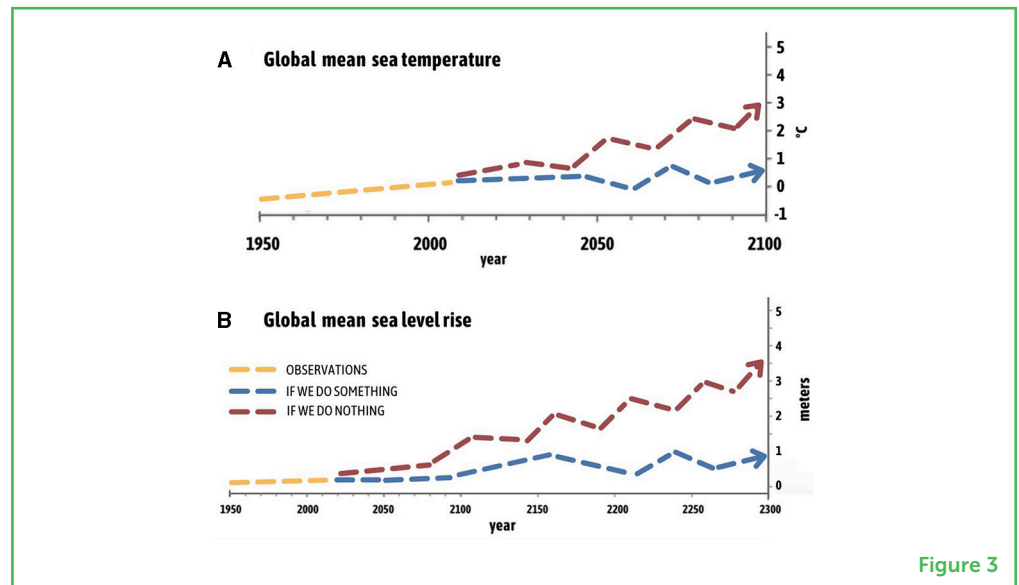 A Global mean sea temperature
5
4
3
2
1
0
-1
°C
1950 2000 2050 2100
year
B Global mean sea level rise
OBSERVATIONS
IF WE DO SOMETHING
IF WE DO NOTHING
5
4
3
2
1
0
meters
1950 2000 2050 2100 2150 2200 2250 2300
year
Figure 3